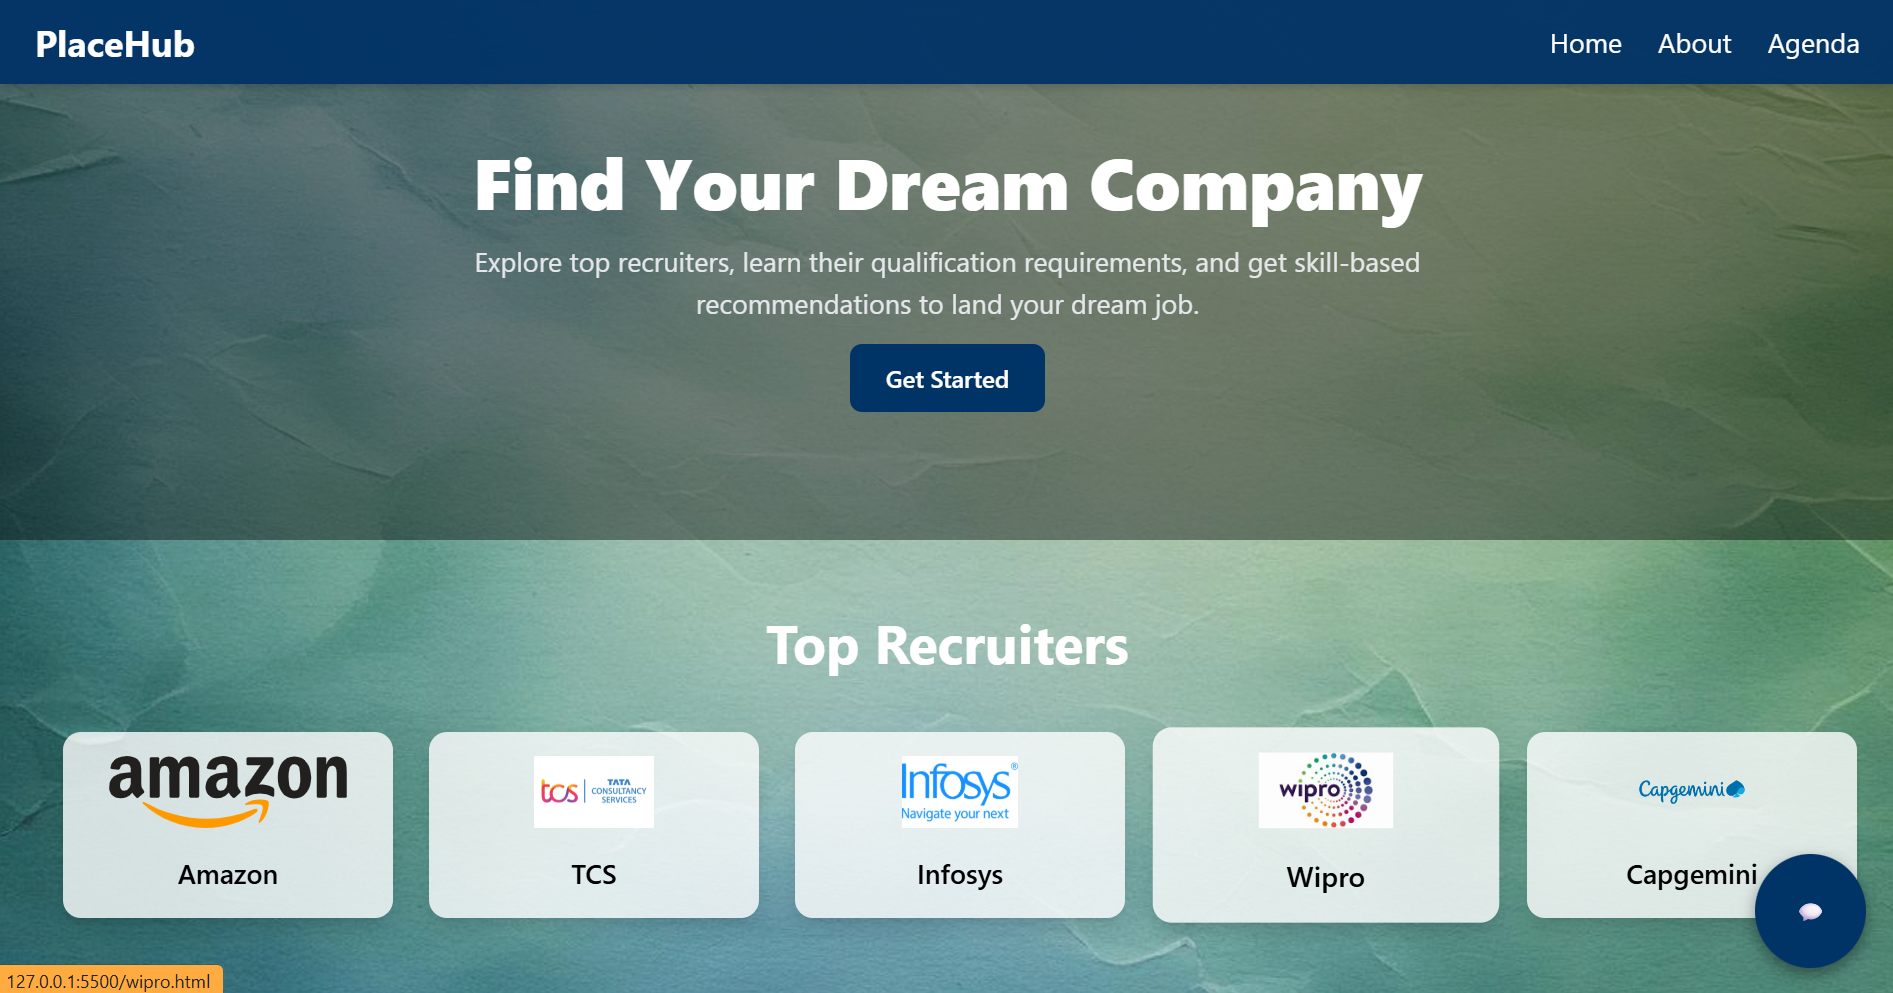 PlaceHub
Home About Agenda
Find Your Dream Company
Explore top recruiters, learn their qualification requirements, and get skill-based
recommendations to land your dream job.
Get Started
Top Recruiters
amazon
Amazon
tcs TATA
CONSULTANCY
SERVICES
TCS
Infosys®
Navigate your next
Infosys
wipro
Wipro
Capgemini
Capgemini
127.0.0.1:5500/wipro.html